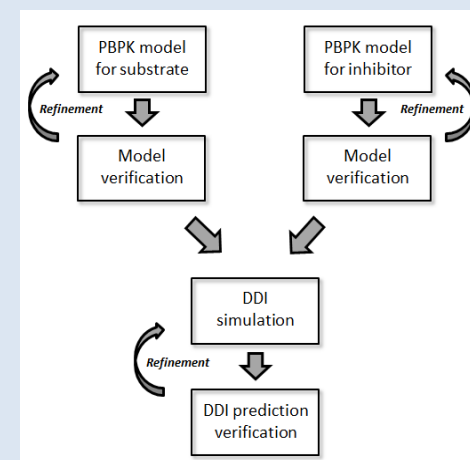 PBPK model
for substrate
PBPK model
for inhibitor
Refinement
Refinement
Model
verification
Model
verification
DDI
simulation
Refinement
DDI prediction
verification